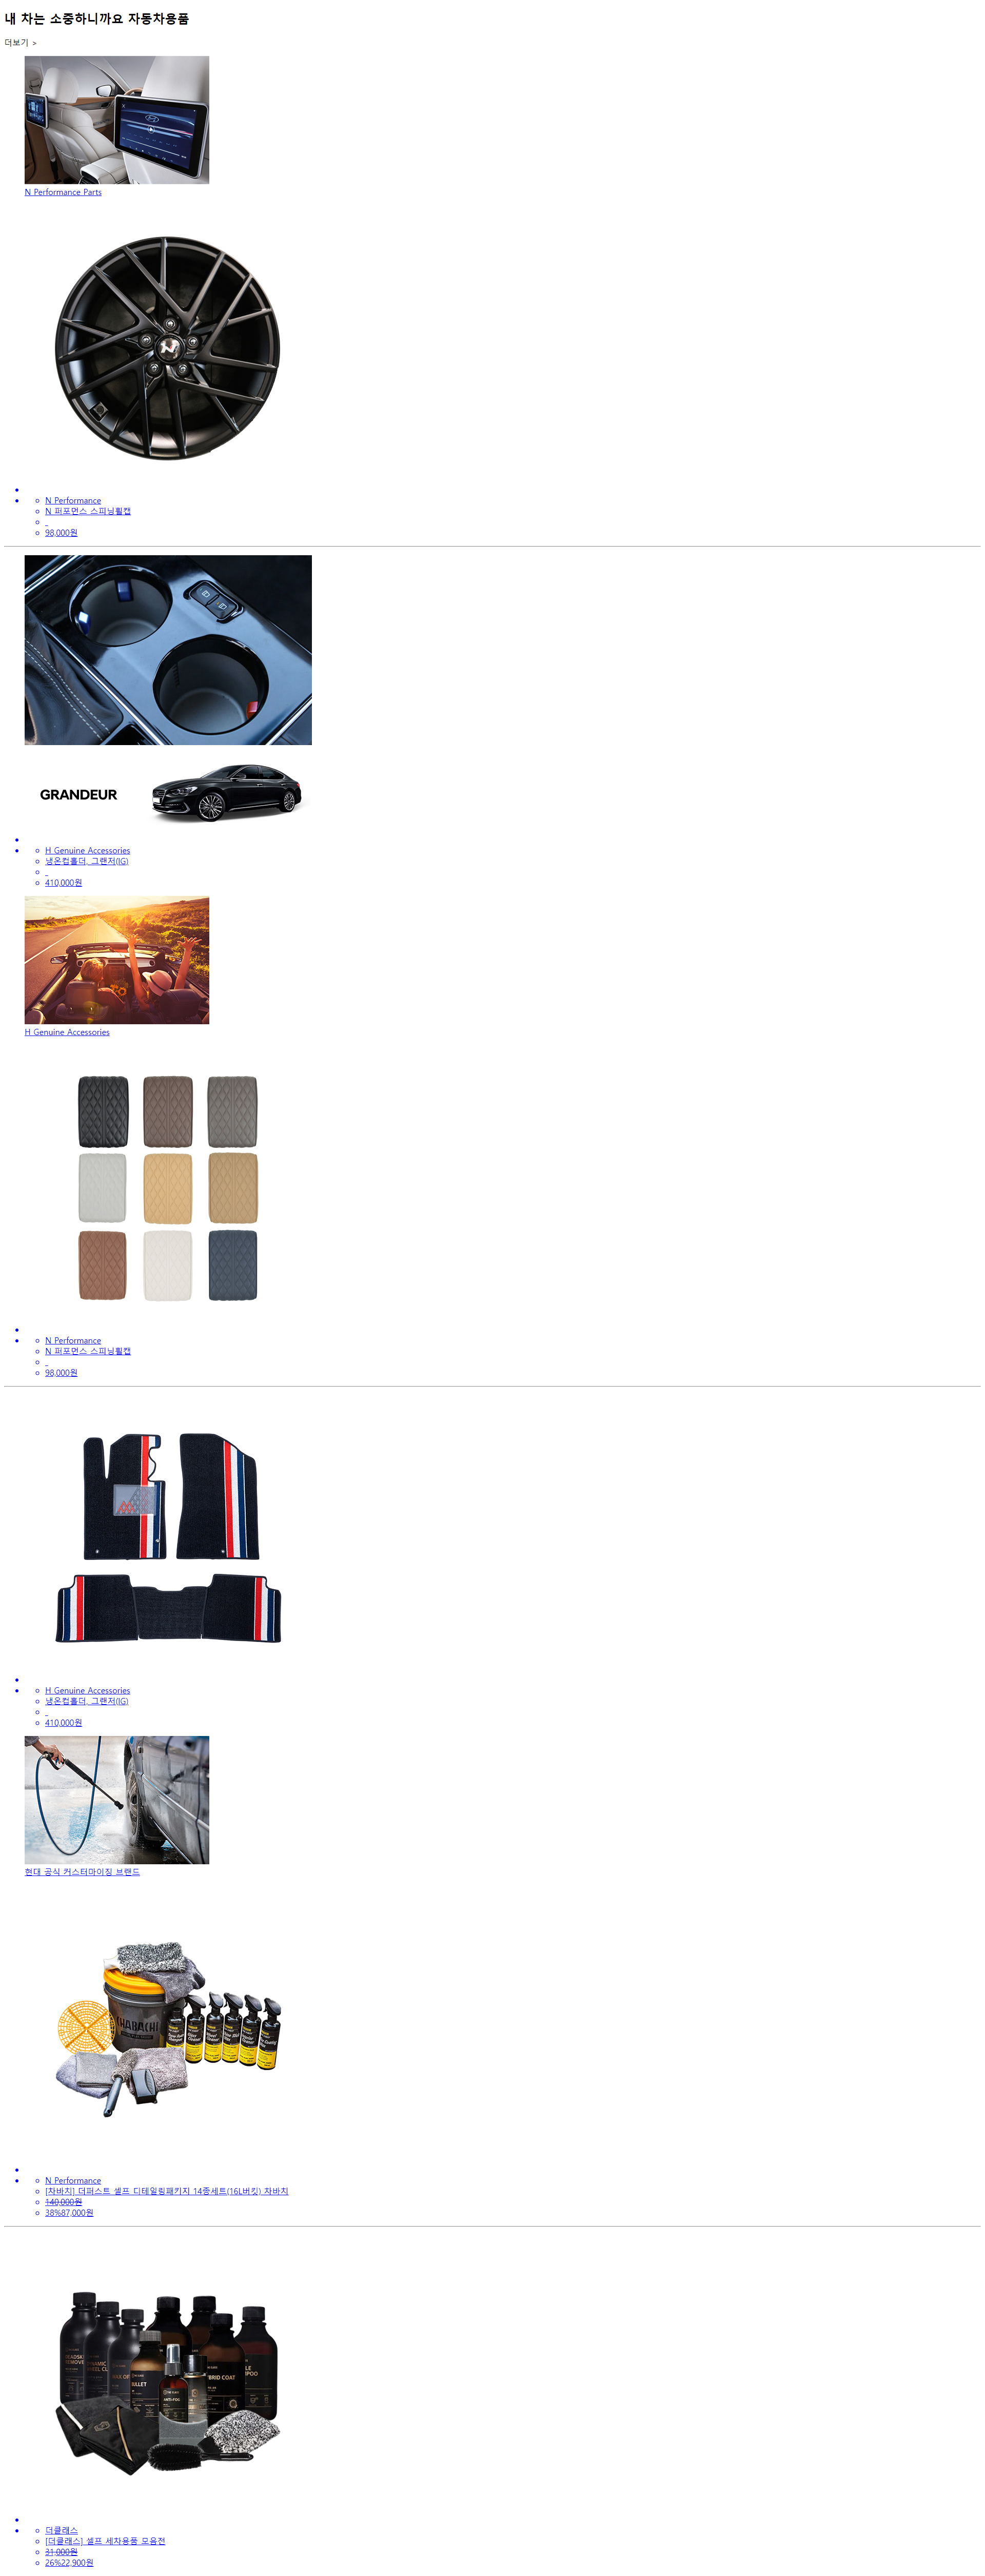 내 차는 소중하니까요 자동차용품
더보기 >
N Performance Parts
N Performance
N 퍼포먼스 스피닝휠캡
98,000원
GRANDEUR
H Genuine Accessories
냉온컵홀더, 그랜저(IG)
410,000원
H Genuine Accessories
N Performance
N 퍼포먼스 스피닝휠캡
98,000원
H Genuine Accessories
냉온컵홀더, 그랜저(IG)
410,000원
현대 공식 커스터마이징 브랜드
CHABACHI
N Performance
[차바치] 더퍼스트 셀프 디테일링패키지 14종세트(16L버킷) 차바치
140,000원
38%87,000원
BULLET
ANTI-FOG
더클래스
[더클래스] 셀프 세차용품 모음전
31,000원
26%22,900원